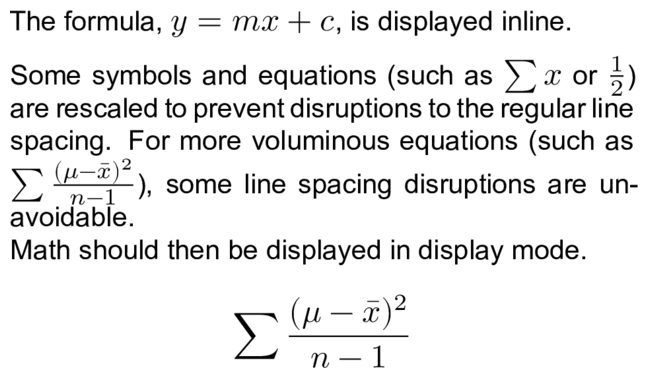 The formula, y = mx + c, is displayed inline.
Some symbols and equations (such as ∑ x or 1/2)
are rescaled to prevent disruptions to the regular line
spacing. For more voluminous equations (such as
∑ (μ−x̄)²/n−1), some line spacing disruptions are un-
avoidable.
Math should then be displayed in display mode.
∑ (μ − x̄)²/n − 1